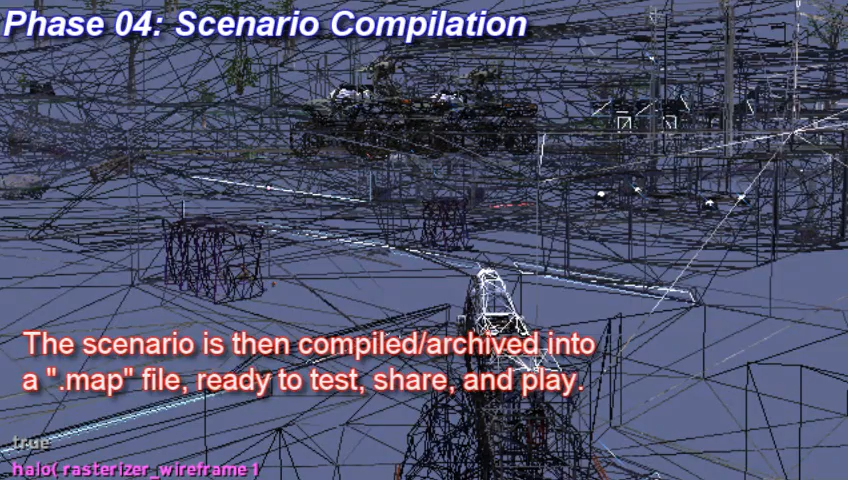 Phase 04: Scenario Compilation
The scenario is then compiled/archived into
a ".map" file, ready to test, share, and play.
true
halo( rasterizer_wireframe 1